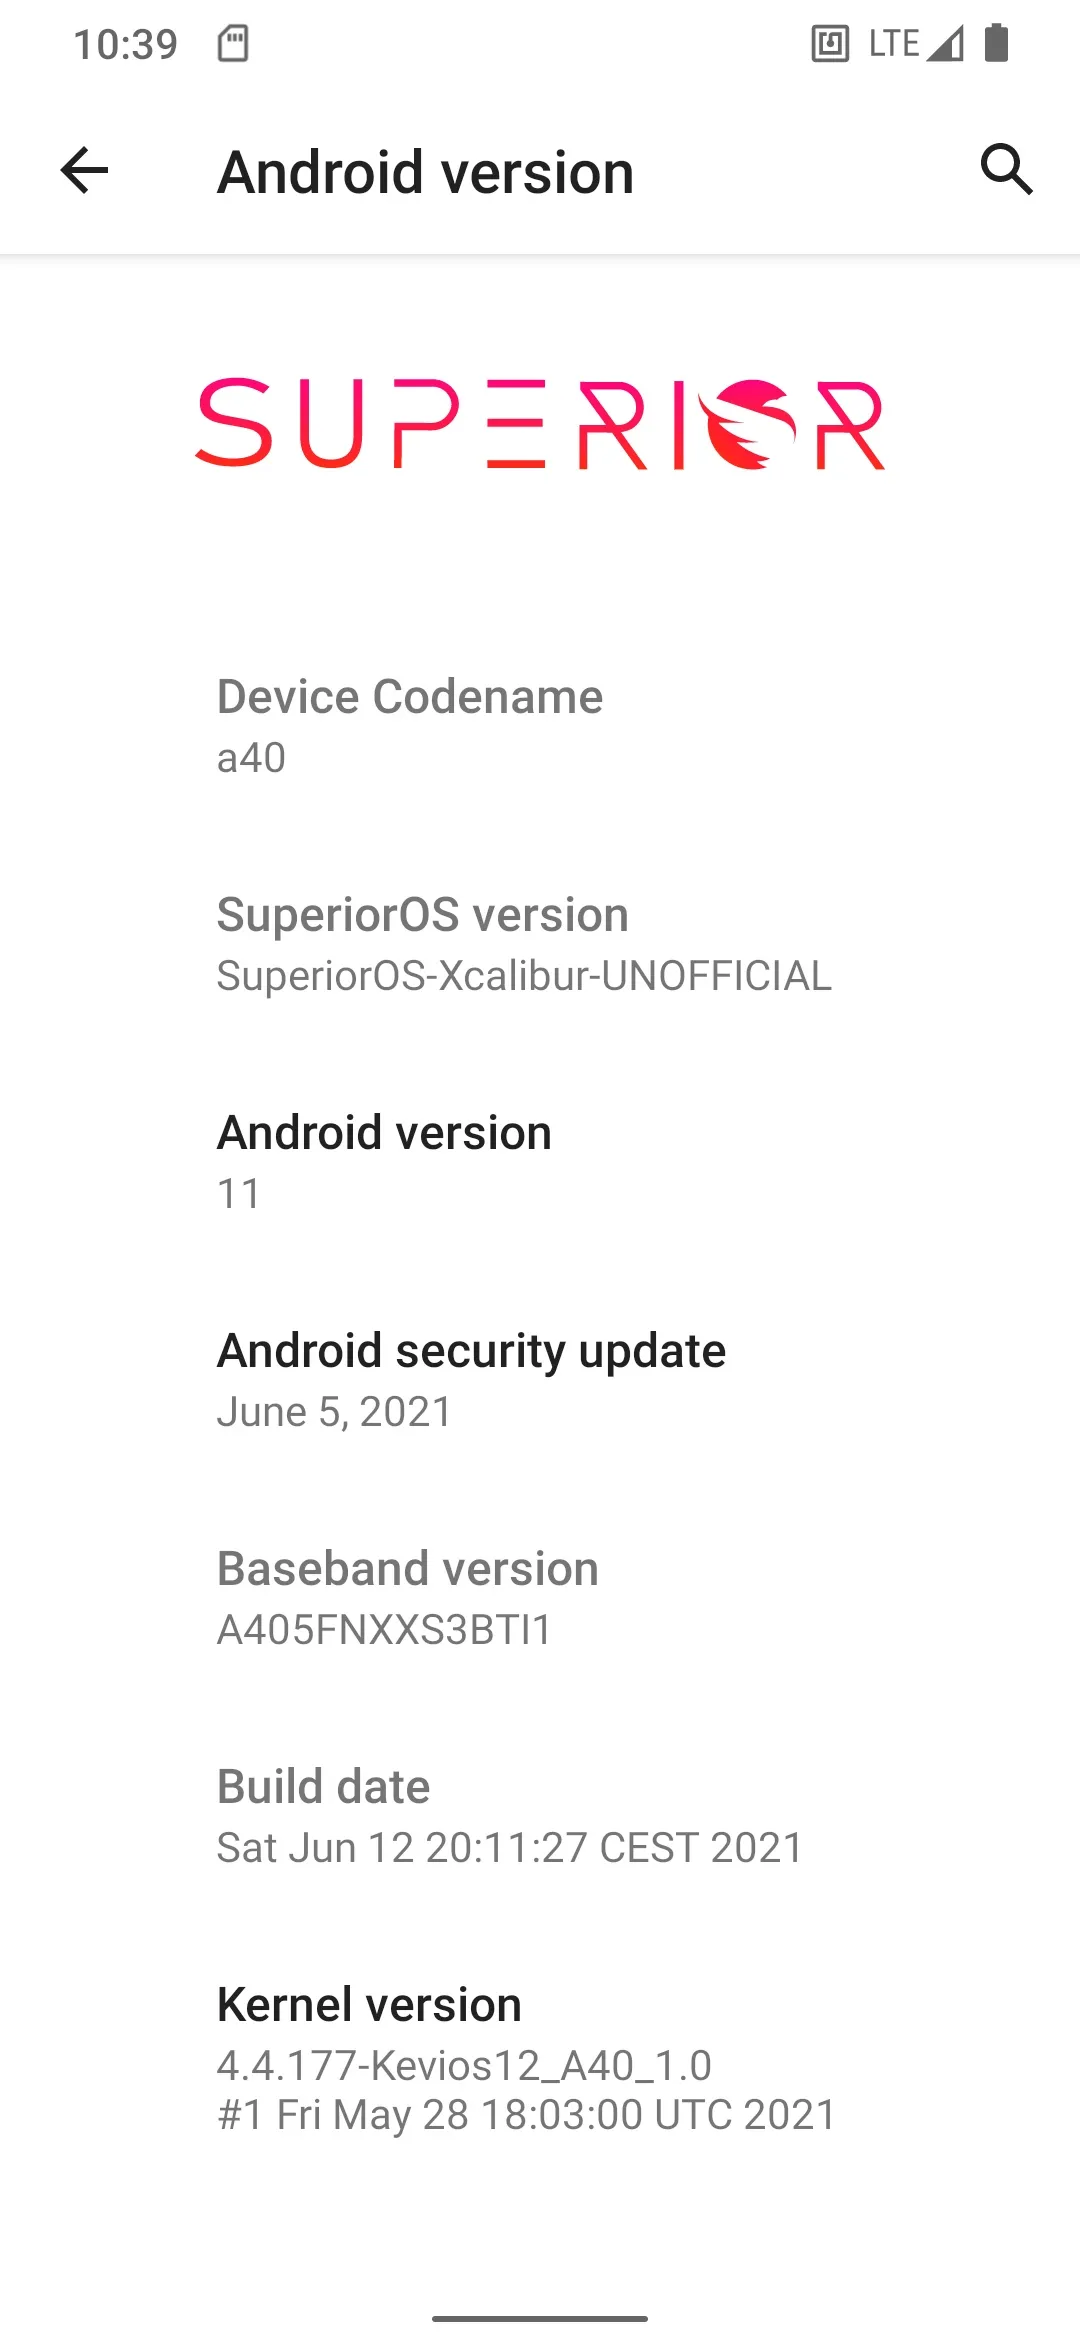 10:39 LTE
Android version
SUPERIOR
Device Codename
a40
SuperiorOS version
SuperiorOS-Xcalibur-UNOFFICIAL
Android version
11
Android security update
June 5, 2021
Baseband version
A405FNXXS3BTI1
Build date
Sat Jun 12 20:11:27 CEST 2021
Kernel version
4.4.177-Kevios12_A40_1.0
#1 Fri May 28 18:03:00 UTC 2021